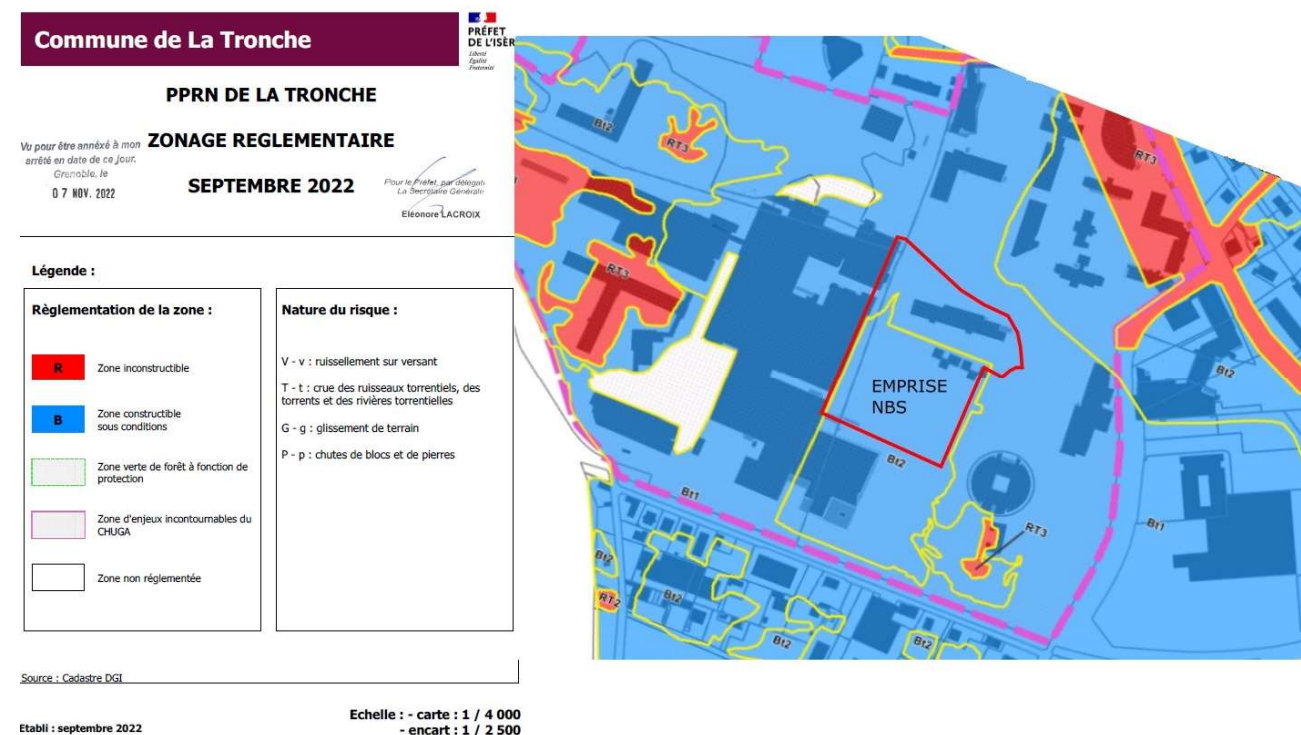 Commune de La Tronche
PRÉFET
DE L'ISÈR
Liberté
Égalité
Fraternité
PPRN DE LA TRONCHE
ZONAGE REGLEMENTAIRE
SEPTEMBRE 2022
Vu pour être annéxé à mon
arrêté en date de ce jour.
Grenoble, le
07 NOV. 2022
Pour le Préfet, par délégati
La Secrétaire Générale
Eléonore LACROIX
Légende :
Règlementation de la zone :
R
Zone inconstructible
B
Zone constructible
sous conditions
Zone verte de forêt à fonction de
protection
Zone d'enjeux incontournables du
CHUGA
Zone non réglementée
Nature du risque :
V - v : ruissellement sur versant
T - t : crue des ruisseaux torrentiels, des
torrents et des rivières torrentielles
G - g : glissement de terrain
P - p : chutes de blocs et de pierres
Source : Cadastre DGI
Etabli : septembre 2022
Echelle : - carte : 1 / 4 000
- encart : 1 / 2 500
Bt2
RT3
RT3
RT3
Bt2
EMPRISE
NBS
Bt2
Bt1
RT3
Bt1
Bt2
RT2
Bt2
Bt2
Bt2